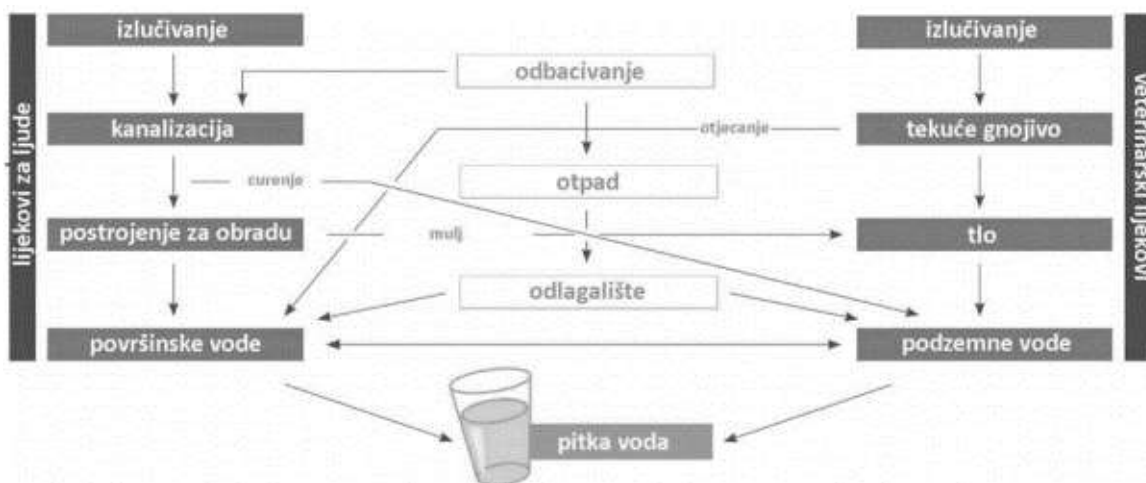 lijekovi za ljude
izlučivanje
izlučivanje
odbacivanje
kanalizacija
otjecanje
tekuće gnojivo
curenje
otpad
postrojenje za obradu
mulj
tlo
odlagalište
površinske vode
podzemne vode
pitka voda
veterinarski lijekovi